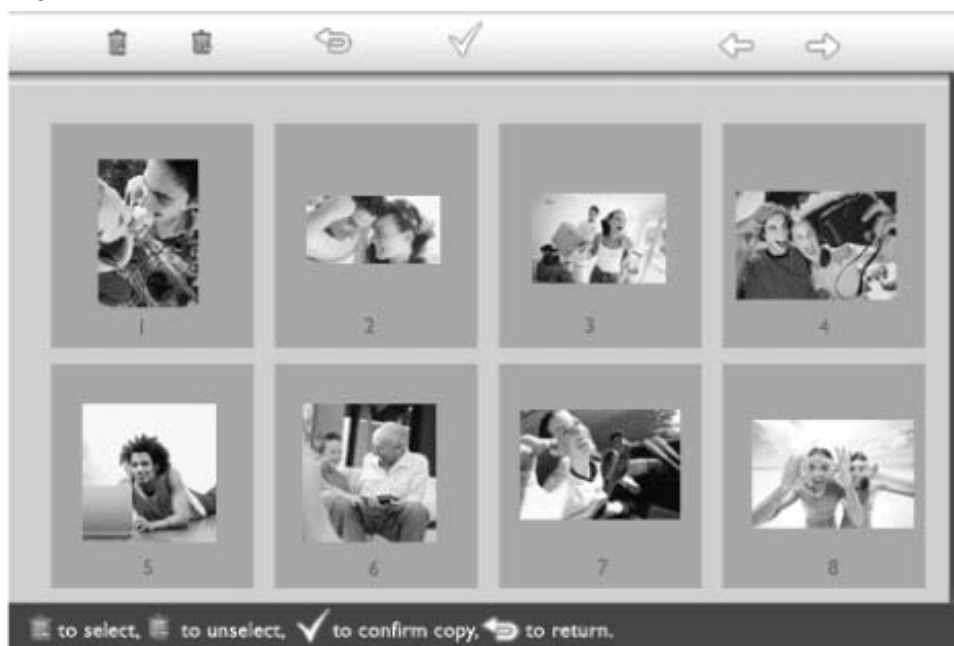 1 2 3 4
5 6 7 8
to select, to unselect, to confirm copy, to return.